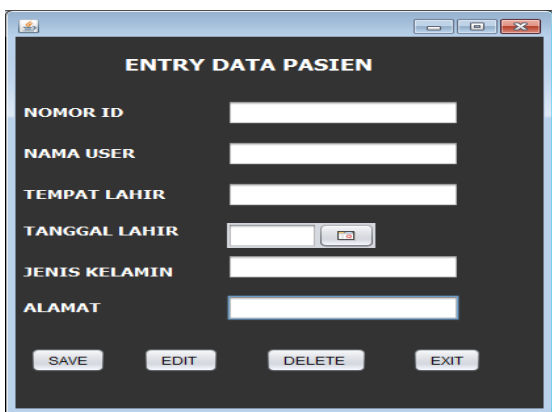 ENTRY DATA PASIEN
NOMOR ID
NAMA USER
TEMPAT LAHIR
TANGGAL LAHIR
JENIS KELAMIN
ALAMAT
SAVE EDIT DELETE EXIT